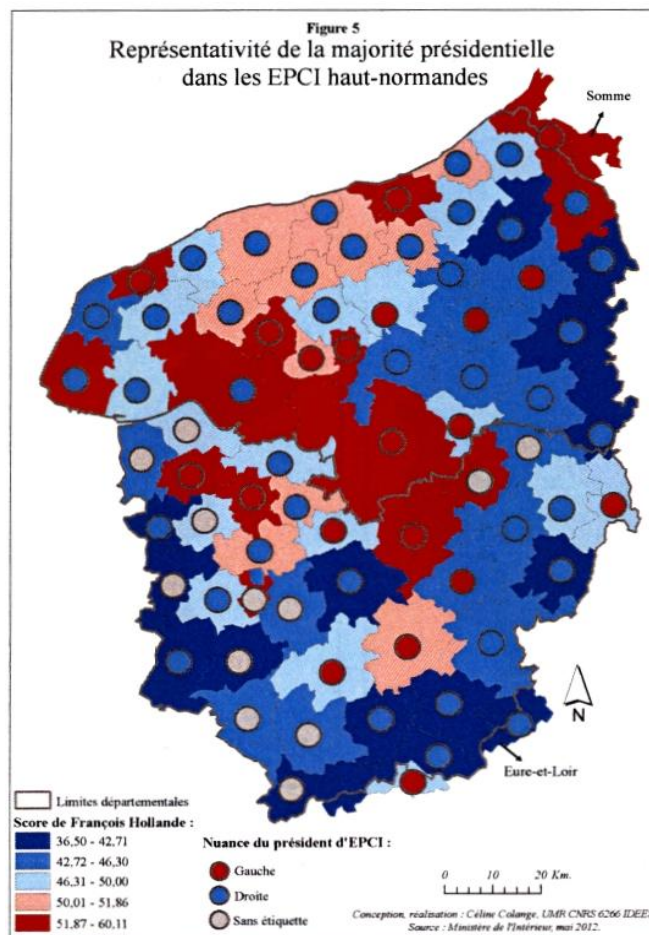 Figure 5
Représentativité de la majorité présidentielle
dans les EPCI haut-normandes
Somme
N
Eure-et-Loir
Limites départementales
Score de François Hollande :
36,50 - 42,71
42,72 - 46,30
46,31 - 50,00
50,01 - 51,86
51,87 - 60,11
Nuance du président d'EPCI :
Gauche
Droite
Sans étiquette
0 10 20 Km.
Conception, réalisation : Céline Colange, UMR CNRS 6266 IDEES
Source : Ministère de l'Intérieur, mai 2012.